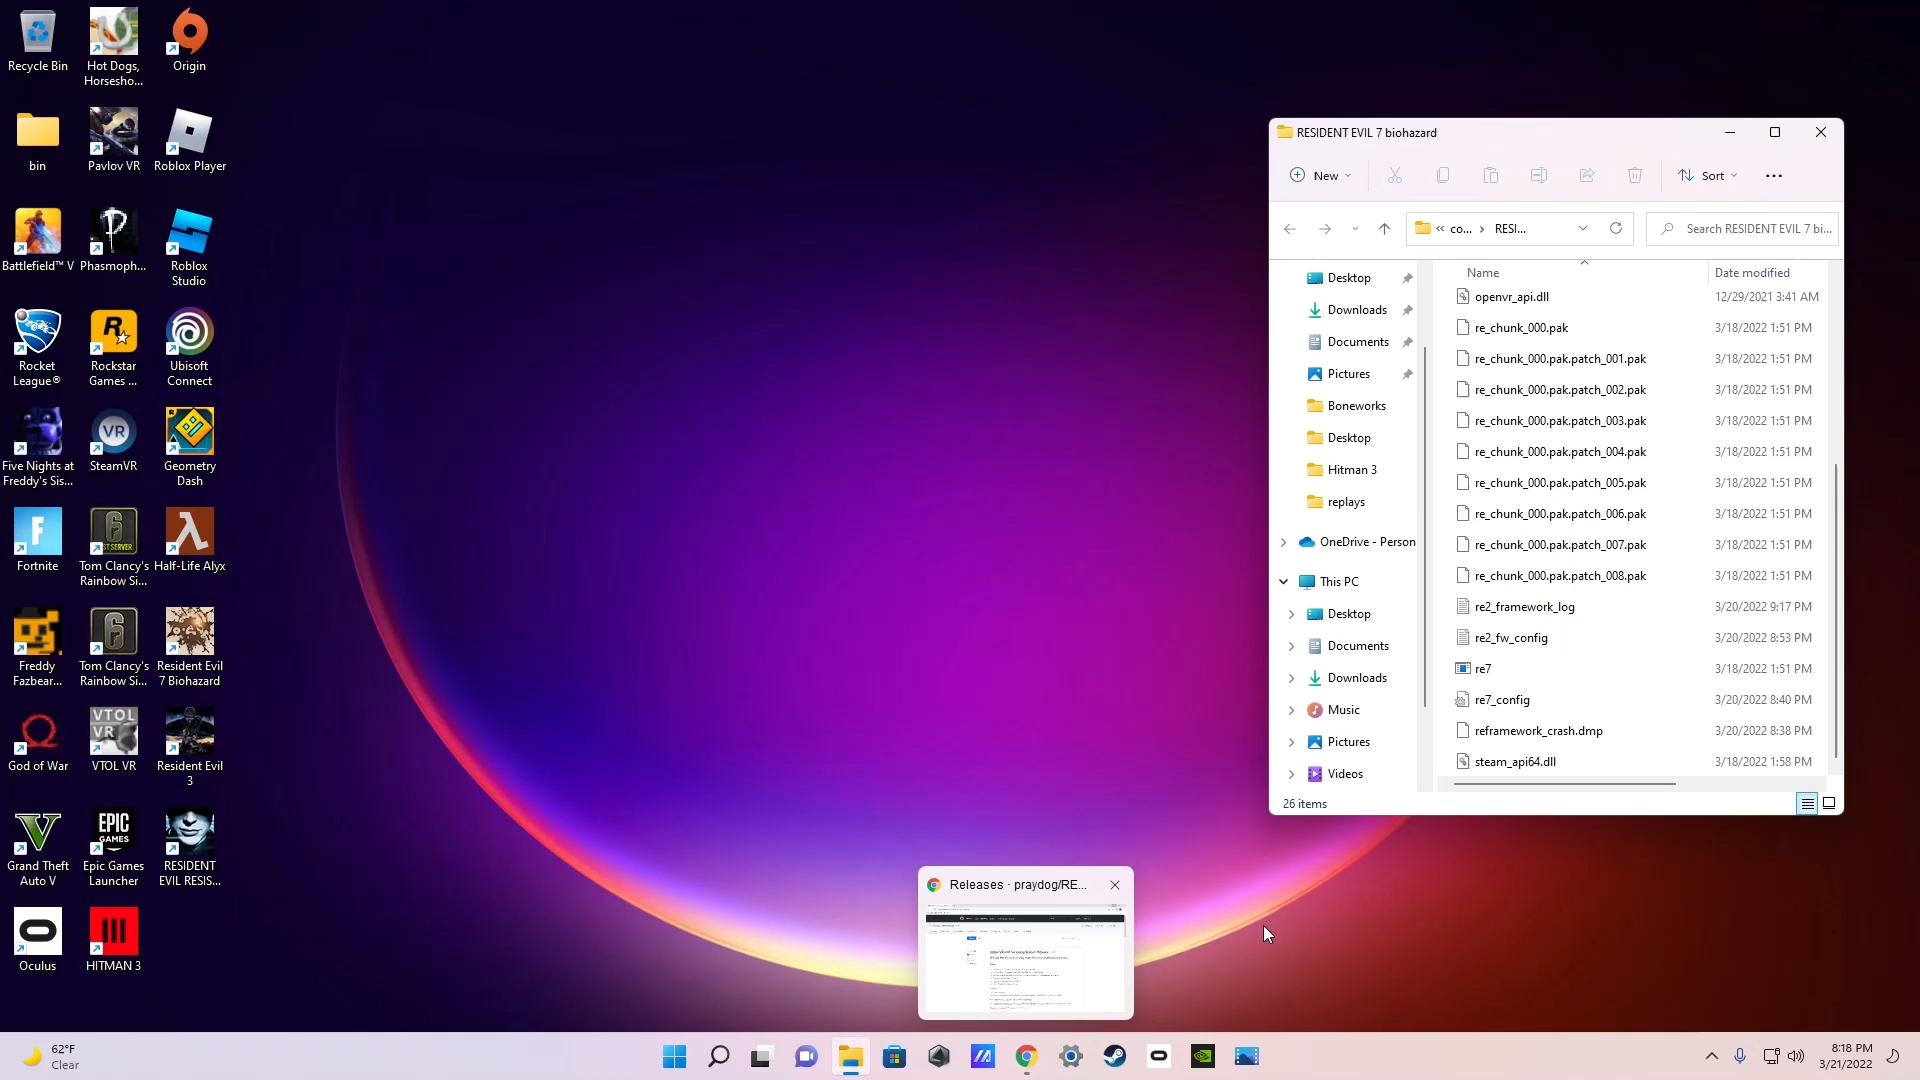 Recycle Bin
Hot Dogs,
Horsesho...
Origin
bin
Pavlov VR
Roblox Player
Battlefield™ V
Phasmoph...
Roblox
Studio
Rocket
League®
Rockstar
Games ...
Ubisoft
Connect
Five Nights at
Freddy's Sis...
VR
SteamVR
Geometry
Dash
Fortnite
Tom Clancy's
Rainbow Si...
Half-Life Alyx
Freddy
Fazbear...
Tom Clancy's
Rainbow Si...
Resident Evil
7 Biohazard
God of War
VTOL
VR
VTOL VR
Resident Evil
3
Grand Theft
Auto V
EPIC
GAMES
Epic Games
Launcher
RESIDENT
EVIL RESIS...
Oculus
HITMAN 3
RESIDENT EVIL 7 biohazard
New
Sort
« co... › RESI...
Search RESIDENT EVIL 7 bi...
Desktop
Downloads
Documents
Pictures
Boneworks
Desktop
Hitman 3
replays
OneDrive - Person
This PC
Desktop
Documents
Downloads
Music
Pictures
Videos
Name Date modified
openvr_api.dll 12/29/2021 3:41 AM
re_chunk_000.pak 3/18/2022 1:51 PM
re_chunk_000.pak.patch_001.pak 3/18/2022 1:51 PM
re_chunk_000.pak.patch_002.pak 3/18/2022 1:51 PM
re_chunk_000.pak.patch_003.pak 3/18/2022 1:51 PM
re_chunk_000.pak.patch_004.pak 3/18/2022 1:51 PM
re_chunk_000.pak.patch_005.pak 3/18/2022 1:51 PM
re_chunk_000.pak.patch_006.pak 3/18/2022 1:51 PM
re_chunk_000.pak.patch_007.pak 3/18/2022 1:51 PM
re_chunk_000.pak.patch_008.pak 3/18/2022 1:51 PM
re2_framework_log 3/20/2022 9:17 PM
re2_fw_config 3/20/2022 8:53 PM
re7 3/18/2022 1:51 PM
re7_config 3/20/2022 8:40 PM
reframework_crash.dmp 3/20/2022 8:38 PM
steam_api64.dll 3/18/2022 1:58 PM
26 items
Releases · praydog/RE...
62°F
Clear
8:18 PM
3/21/2022